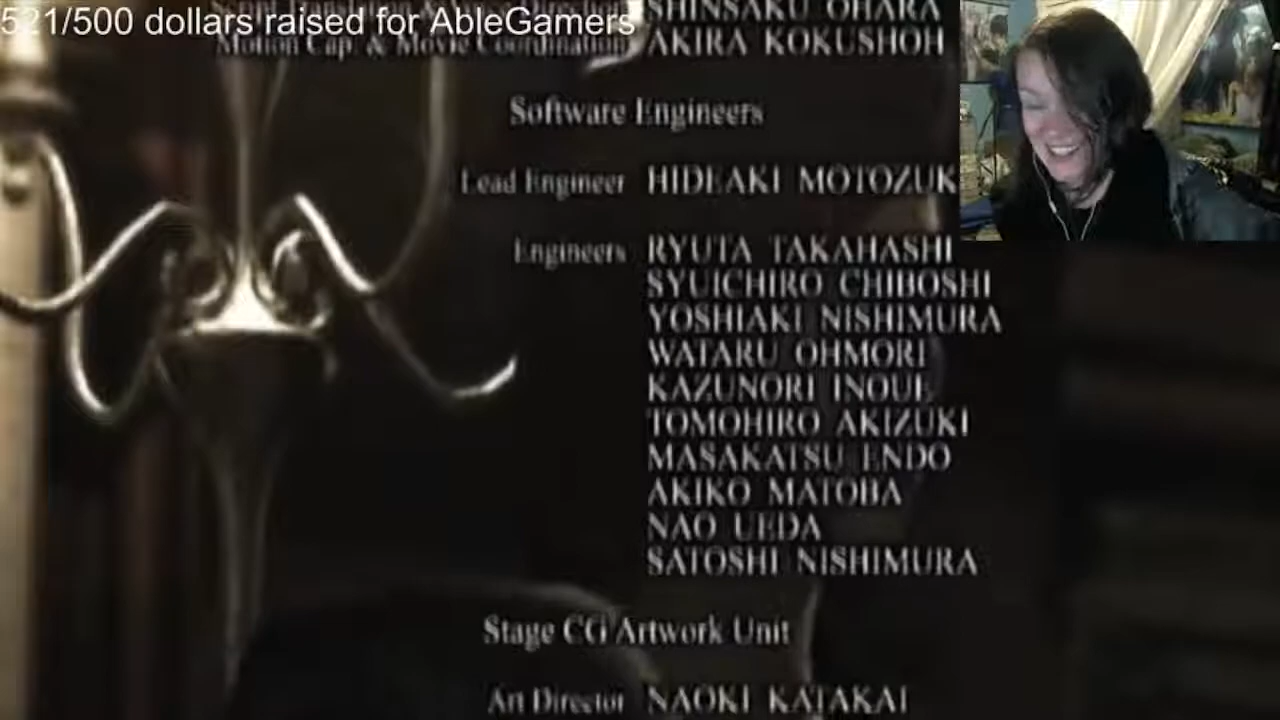 521/500 dollars raised for AbleGamers
SHINSAKU OHARA
Motion Cap. & Movie Coordination AKIRA KOKUSHOH
Software Engineers
Lead Engineer HIDEAKI MOTOZUK
Engineers RYUTA TAKAHASHI
SYUICHIRO CHIBOSHI
YOSHIAKI NISHIMURA
WATARU OHMORI
KAZUNORI INOUE
TOMOHIRO AKIZUKI
MASAKATSU ENDO
AKIKO MATOBA
NAO UEDA
SATOSHI NISHIMURA
Stage CG Artwork Unit
Art Director NAOKI KATAKAI